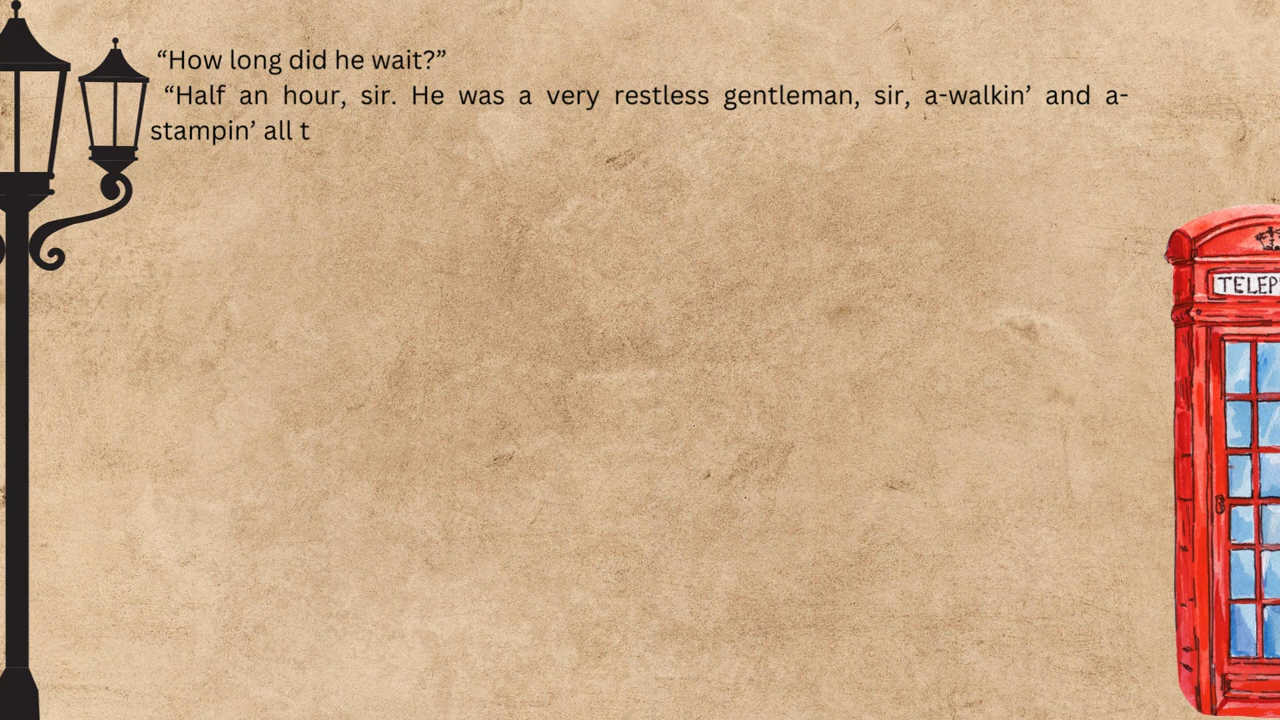 “How long did he wait?”
“Half an hour, sir. He was a very restless gentleman, sir, a-walkin’ and a-
stampin’ all t
TELEP